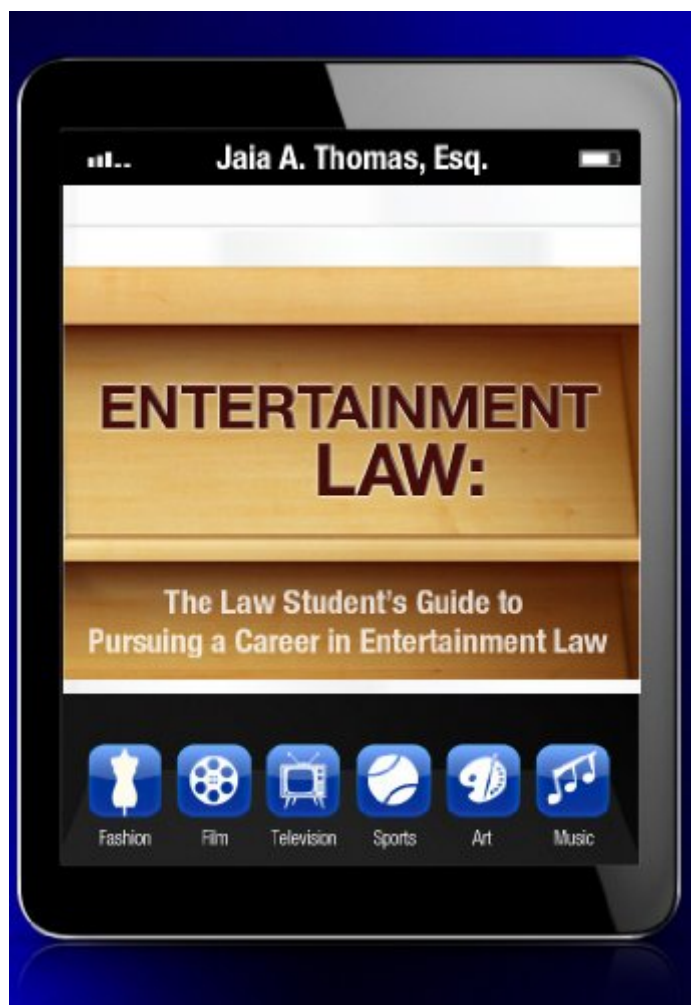 Jaia A. Thomas, Esq.
ENTERTAINMENT
LAW:
The Law Student's Guide to
Pursuing a Career in Entertainment Law
Fashion
Film
Television
Sports
Art
Music